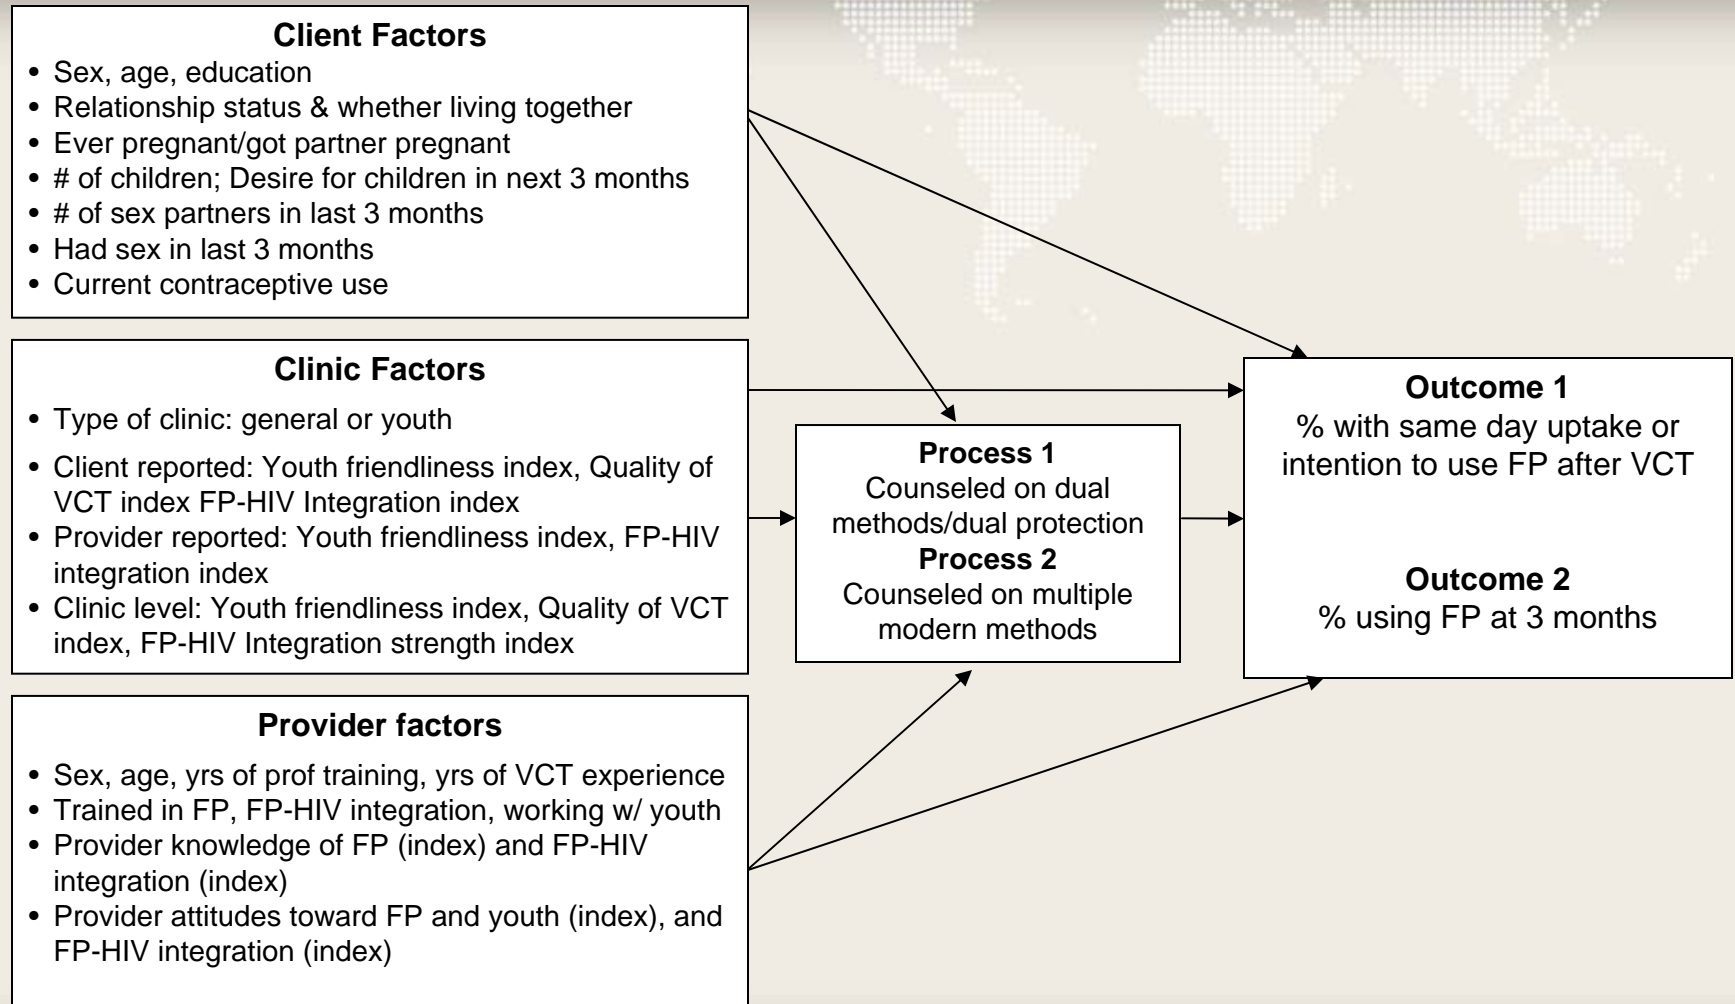 Client Factors
• Sex, age, education
• Relationship status & whether living together
• Ever pregnant/got partner pregnant
• # of children; Desire for children in next 3 months
• # of sex partners in last 3 months
• Had sex in last 3 months
• Current contraceptive use
Clinic Factors
• Type of clinic: general or youth
• Client reported: Youth friendliness index, Quality of
VCT index FP-HIV Integration index
• Provider reported: Youth friendliness index, FP-HIV
integration index
• Clinic level: Youth friendliness index, Quality of VCT
index, FP-HIV Integration strength index
Provider factors
• Sex, age, yrs of prof training, yrs of VCT experience
• Trained in FP, FP-HIV integration, working w/ youth
• Provider knowledge of FP (index) and FP-HIV
integration (index)
• Provider attitudes toward FP and youth (index), and
FP-HIV integration (index)
Process 1
Counseled on dual
methods/dual protection
Process 2
Counseled on multiple
modern methods
Outcome 1
% with same day uptake or
intention to use FP after VCT
Outcome 2
% using FP at 3 months